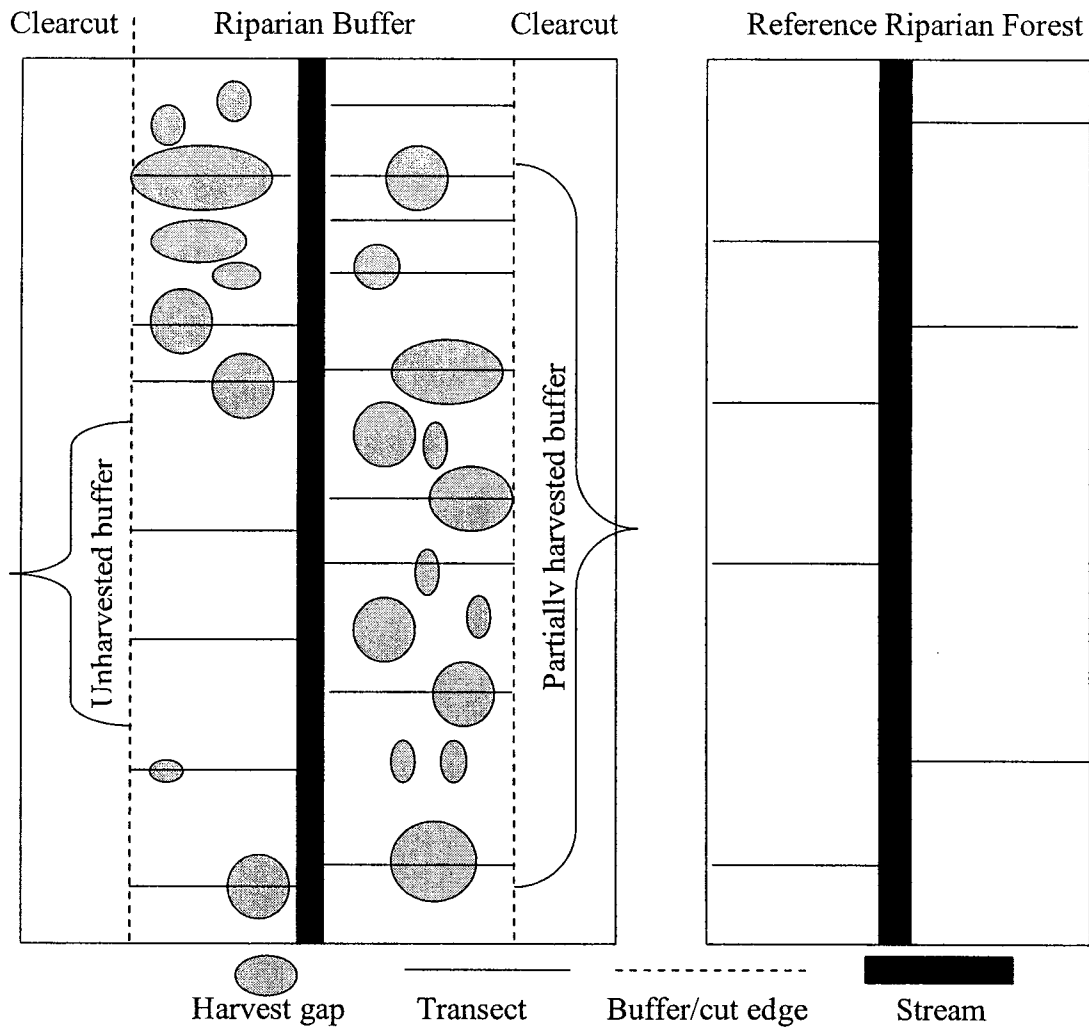 Clearcut Riparian Buffer Clearcut Reference Riparian Forest
Unharvested buffer
Partially harvested buffer
Harvest gap Transect Buffer/cut edge Stream